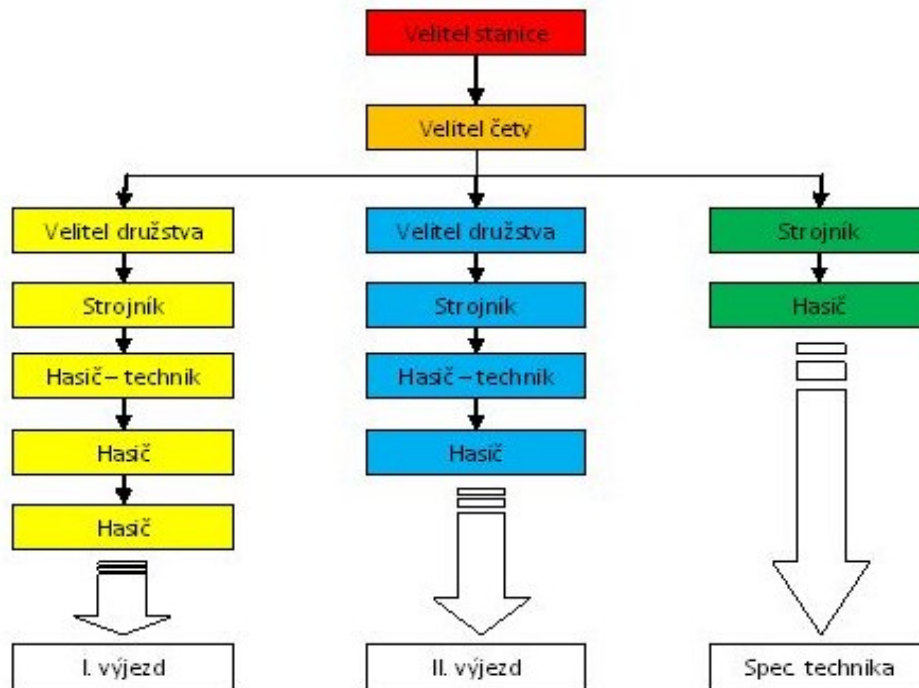 Velitel stanice
Velitel čety
Velitel družstva
Strojník
Hasič – technik
Hasič
Hasič
I. výjezd
Velitel družstva
Strojník
Hasič – technik
Hasič
II. výjezd
Strojník
Hasič
Spec. technika